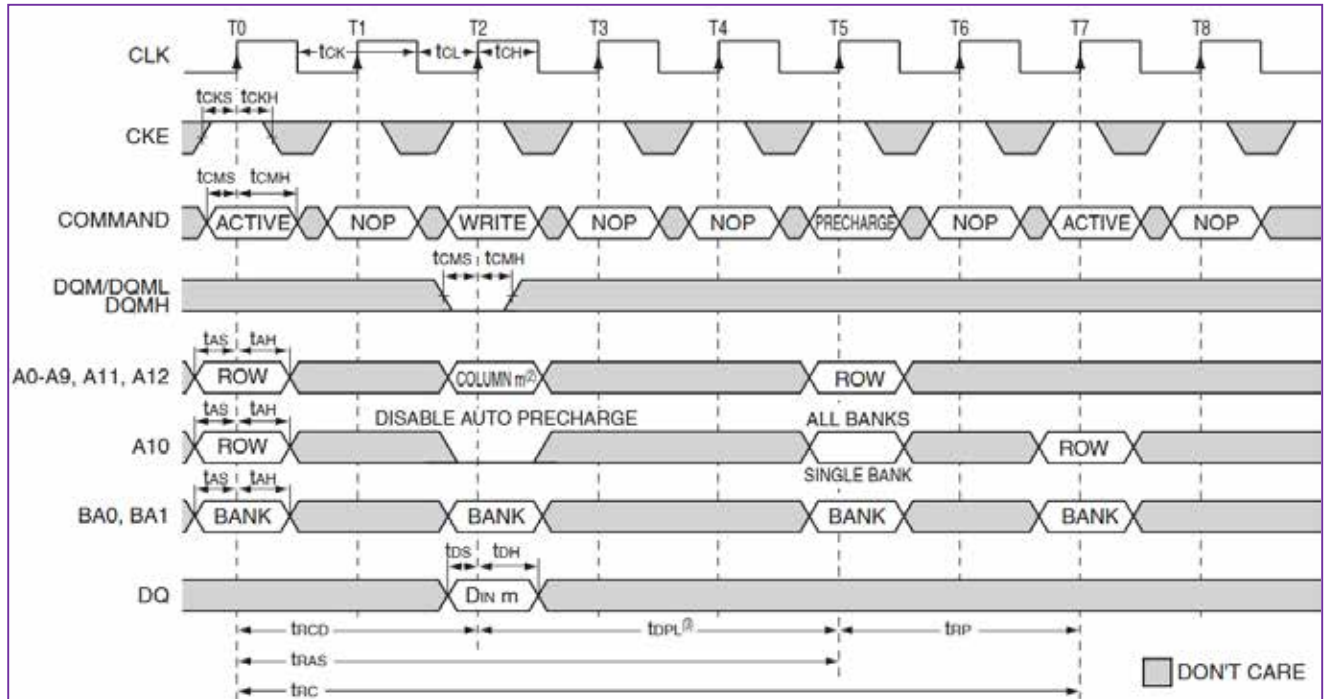 T0 T1 T2 T3 T4 T5 T6 T7 T8
CLK tCK tCL tCH
tCKS tCKH
CKE
tCMS tCMH
COMMAND ACTIVE NOP WRITE NOP NOP PRECHARGE NOP ACTIVE NOP
tCMS tCMH
DQM/DQML
DQMH
tAS tAH
A0-A9, A11, A12 ROW COLUMN m(2) ROW
tAS tAH DISABLE AUTO PRECHARGE ALL BANKS
A10 ROW ROW
tAS tAH SINGLE BANK
BA0, BA1 BANK BANK BANK BANK
tDS tDH
DQ DIN m
tRCD tDPL(3) tRP
tRAS
DON'T CARE
tRC